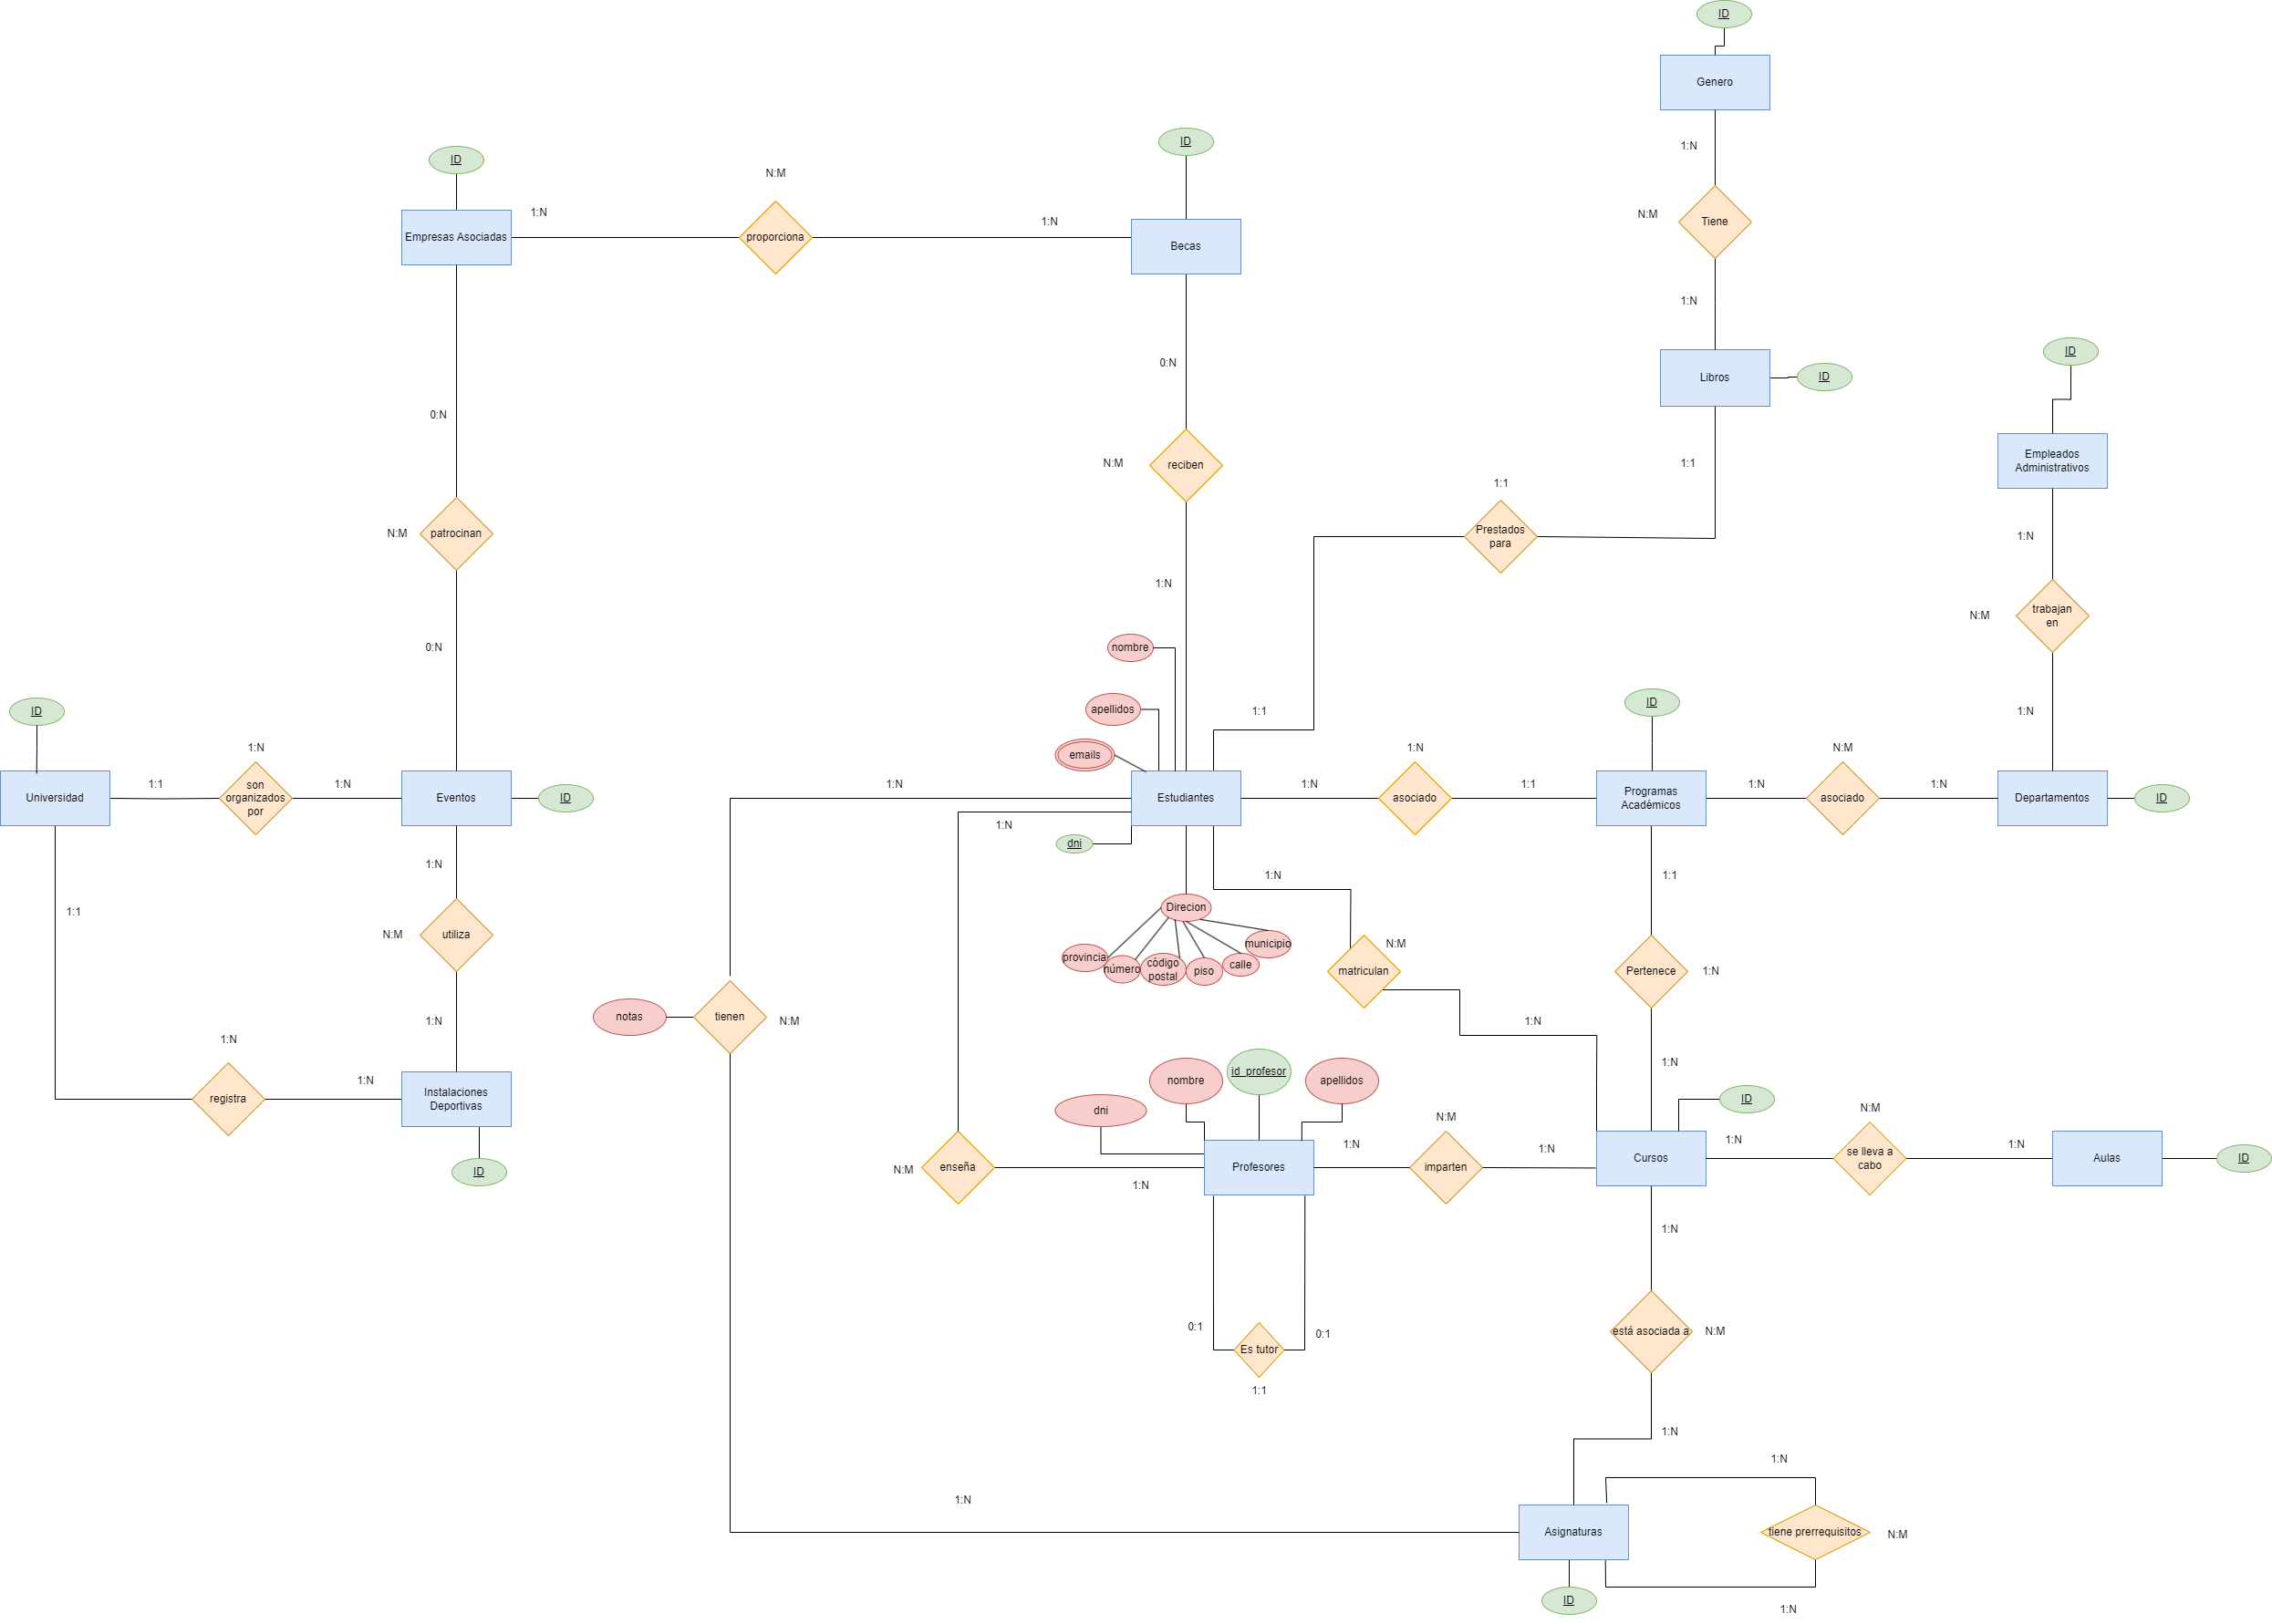 ID
Genero
1:N
ID
ID
N:M
1:N
Empresas Asociadas
proporciona
1:N
Becas
N:M
Tiene
1:N
ID
0:N
Libros
ID
0:N
Empleados
Administrativos
N:M
reciben
1:1
1:1
N:M
patrocinan
Prestados
para
1:N
1:N
N:M
trabajan
en
0:N
nombre
ID
apellidos
1:1
ID
1:N
emails
1:N
1:N
N:M
Universidad
1:1
son
organizados
por
1:N
Eventos
ID
1:N
Estudiantes
1:N
asociado
1:1
Programas
Académicos
1:N
asociado
1:N
Departamentos
ID
1:N
dni
1:N
1:N
1:1
1:1
Direcion
N:M
utiliza
municipio
N:M
provincia
número
código
postal
piso
calle
matriculan
Pertenece
1:N
notas
tienen
N:M
1:N
1:N
1:N
1:N
nombre
id_profesor
apellidos
1:N
registra
1:N
Instalaciones
Deportivas
dni
ID
N:M
N:M
1:N
1:N
1:N
1:N
ID
N:M
enseña
1:N
Profesores
imparten
Cursos
se lleva a
cabo
Aulas
ID
1:N
0:1
Es tutor
0:1
está asociada a
N:M
1:1
1:N
1:N
1:N
Asignaturas
tiene prerrequisitos
N:M
ID
1:N